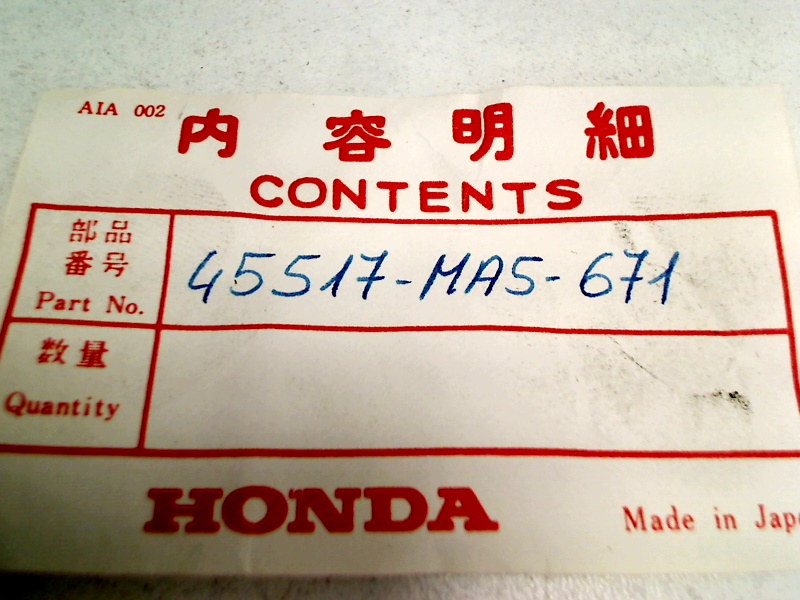 AIA 002
内容明細
CONTENTS
部品
番号
Part No.
45517-MA5-671
数量
Quantity
HONDA
Made in Jap